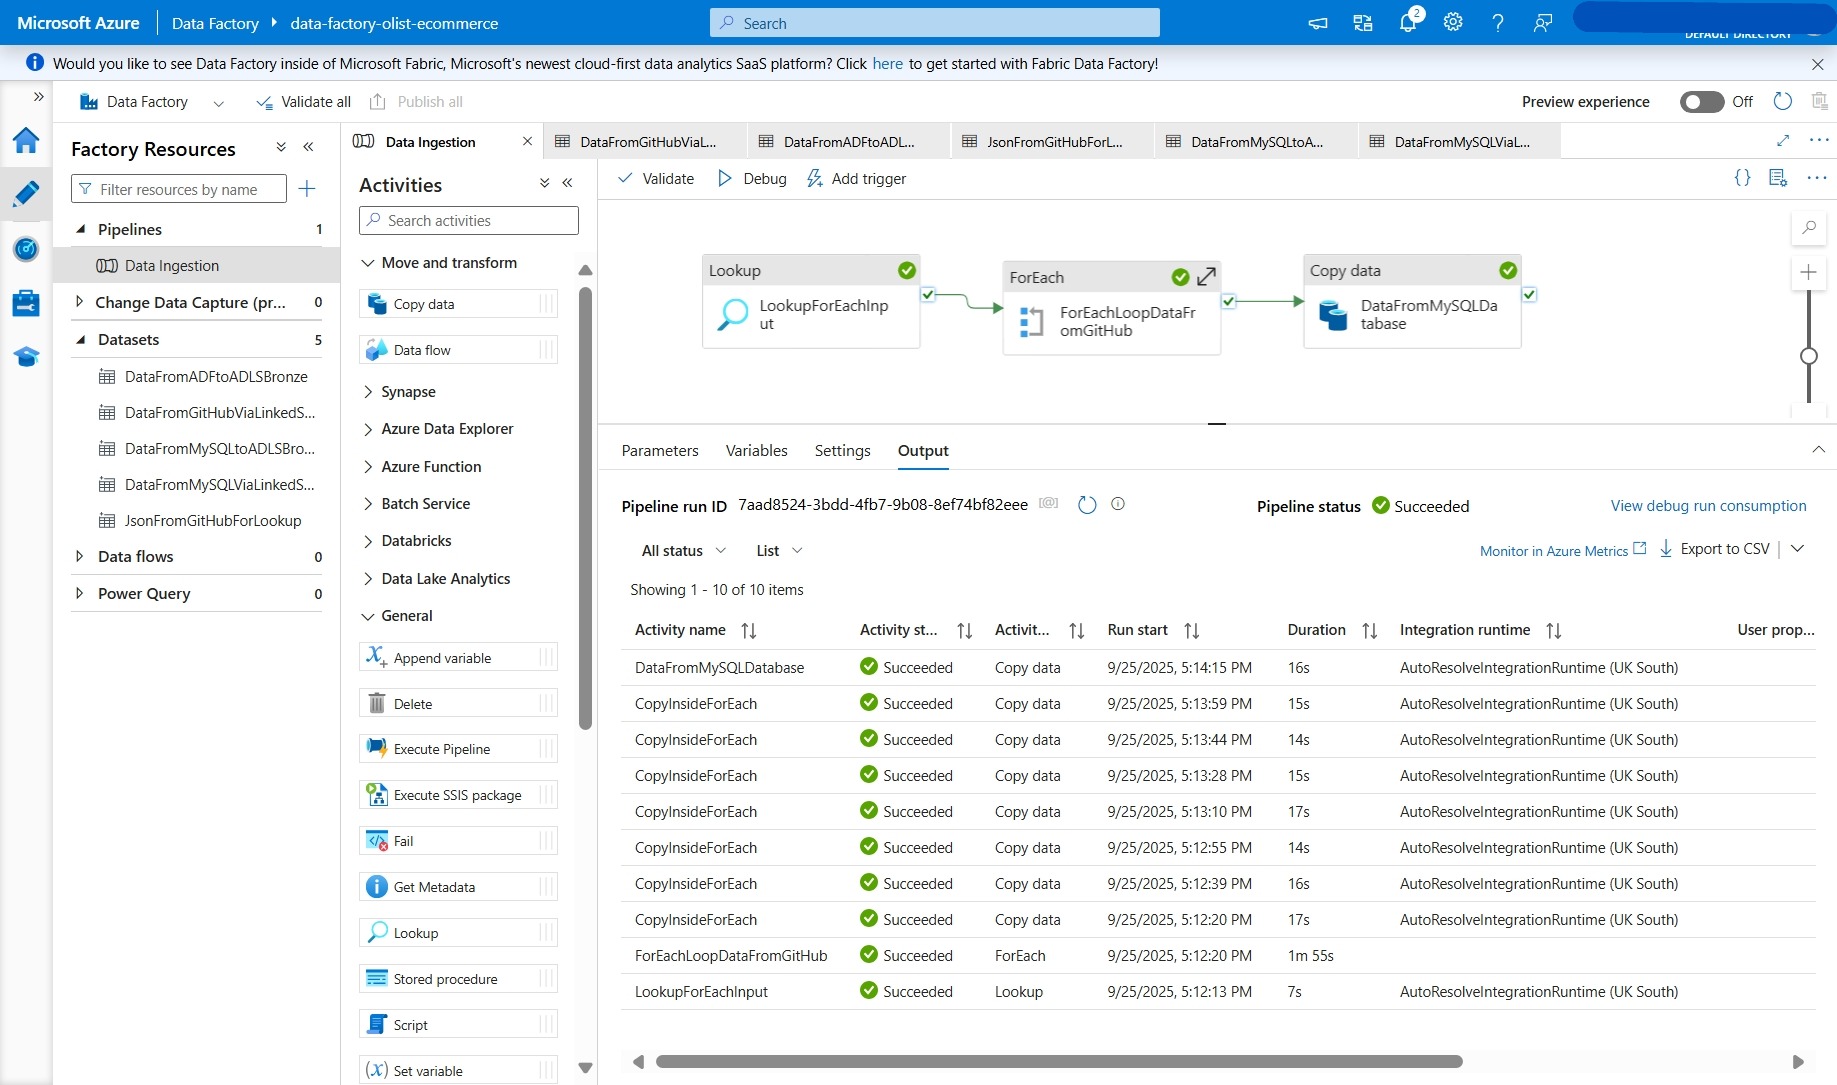 Microsoft Azure
Data Factory
data-factory-olist-ecommerce
Search
2
DEFAULT DIRECTORY
Would you like to see Data Factory inside of Microsoft Fabric, Microsoft's newest cloud-first data analytics SaaS platform? Click here to get started with Fabric Data Factory!
Data Factory
Validate all
Publish all
Preview experience
Off
Factory Resources
Filter resources by name
Pipelines 1
Data Ingestion
Change Data Capture (pr... 0
Datasets 5
DataFromADFtoADLSBronze
DataFromGitHubViaLinkedS...
DataFromMySQLtoADLSBro...
DataFromMySQLViaLinkedS...
JsonFromGitHubForLookup
Data flows 0
Power Query 0
Data Ingestion
DataFromGitHubViaL...
DataFromADFtoADL...
JsonFromGitHubForL...
DataFromMySQLtoA...
DataFromMySQLViaL...
Activities
Search activities
Move and transform
Copy data
Data flow
Synapse
Azure Data Explorer
Azure Function
Batch Service
Databricks
Data Lake Analytics
General
Append variable
Delete
Execute Pipeline
Execute SSIS package
Fail
Get Metadata
Lookup
Stored procedure
Script
Set variable
Validate
Debug
Add trigger
Lookup
LookupForEachInp
ut
ForEach
ForEachLoopDataFr
omGitHub
Copy data
DataFromMySQLDa
tabase
Parameters Variables Settings Output
Pipeline run ID 7aad8524-3bdd-4fb7-9b08-8ef74bf82eee
Pipeline status Succeeded
View debug run consumption
All status
List
Monitor in Azure Metrics
Export to CSV
Showing 1 - 10 of 10 items
Activity name Activity st... Activit... Run start Duration Integration runtime User prop...
DataFromMySQLDatabase Succeeded Copy data 9/25/2025, 5:14:15 PM 16s AutoResolveIntegrationRuntime (UK South)
CopyInsideForEach Succeeded Copy data 9/25/2025, 5:13:59 PM 15s AutoResolveIntegrationRuntime (UK South)
CopyInsideForEach Succeeded Copy data 9/25/2025, 5:13:44 PM 14s AutoResolveIntegrationRuntime (UK South)
CopyInsideForEach Succeeded Copy data 9/25/2025, 5:13:28 PM 15s AutoResolveIntegrationRuntime (UK South)
CopyInsideForEach Succeeded Copy data 9/25/2025, 5:13:10 PM 17s AutoResolveIntegrationRuntime (UK South)
CopyInsideForEach Succeeded Copy data 9/25/2025, 5:12:55 PM 14s AutoResolveIntegrationRuntime (UK South)
CopyInsideForEach Succeeded Copy data 9/25/2025, 5:12:39 PM 16s AutoResolveIntegrationRuntime (UK South)
CopyInsideForEach Succeeded Copy data 9/25/2025, 5:12:20 PM 17s AutoResolveIntegrationRuntime (UK South)
ForEachLoopDataFromGitHub Succeeded ForEach 9/25/2025, 5:12:20 PM 1m 55s
LookupForEachInput Succeeded Lookup 9/25/2025, 5:12:13 PM 7s AutoResolveIntegrationRuntime (UK South)